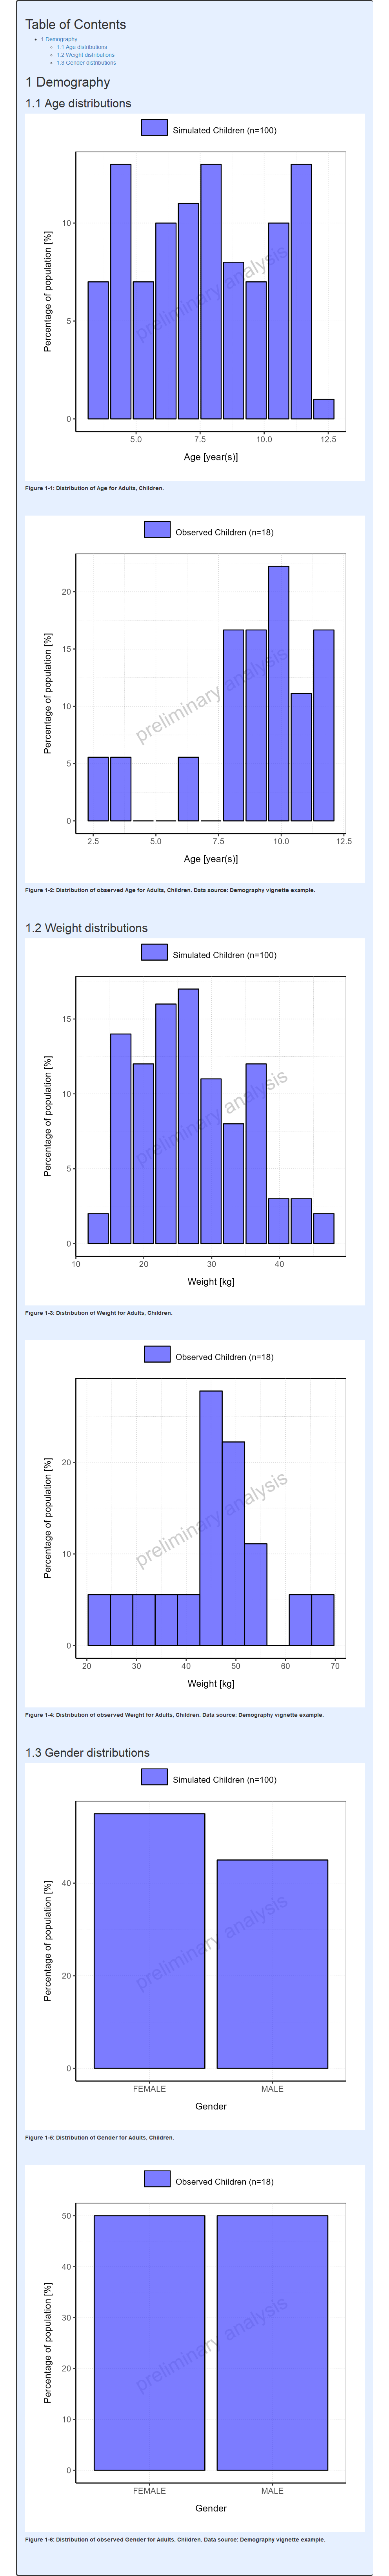 Table of Contents
1 Demography
1.1 Age distributions
1.2 Weight distributions
1.3 Gender distributions
1 Demography
1.1 Age distributions
Simulated Children (n=100)
Percentage of population [%]
10
5
0
preliminary analysis
5.0 7.5 10.0 12.5
Age [year(s)]
Figure 1-1: Distribution of Age for Adults, Children.
Observed Children (n=18)
Percentage of population [%]
20
15
10
5
0
preliminary analysis
2.5 5.0 7.5 10.0 12.5
Age [year(s)]
Figure 1-2: Distribution of observed Age for Adults, Children. Data source: Demography vignette example.
1.2 Weight distributions
Simulated Children (n=100)
Percentage of population [%]
15
10
5
0
preliminary analysis
10 20 30 40
Weight [kg]
Figure 1-3: Distribution of Weight for Adults, Children.
Observed Children (n=18)
Percentage of population [%]
20
10
0
preliminary analysis
20 30 40 50 60 70
Weight [kg]
Figure 1-4: Distribution of observed Weight for Adults, Children. Data source: Demography vignette example.
1.3 Gender distributions
Simulated Children (n=100)
Percentage of population [%]
40
20
0
preliminary analysis
FEMALE MALE
Gender
Figure 1-5: Distribution of Gender for Adults, Children.
Observed Children (n=18)
Percentage of population [%]
50
40
30
20
10
0
preliminary analysis
FEMALE MALE
Gender
Figure 1-6: Distribution of observed Gender for Adults, Children. Data source: Demography vignette example.